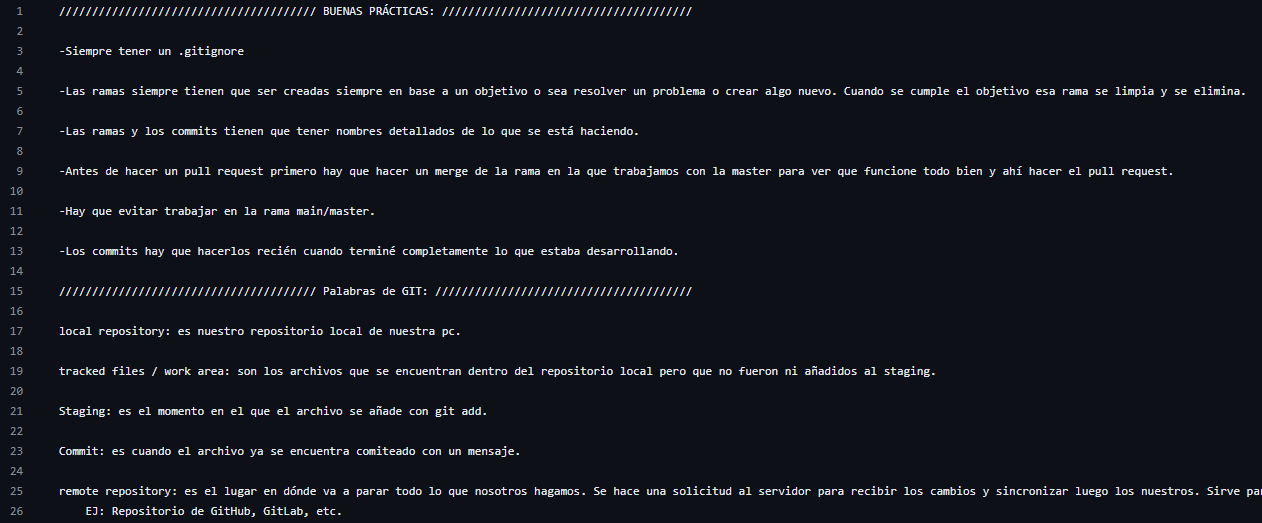 1 /////////////////////////////////////// BUENAS PRÁCTICAS: //////////////////////////////////////
2
3 -Siempre tener un .gitignore
4
5 -Las ramas siempre tienen que ser creadas siempre en base a un objetivo o sea resolver un problema o crear algo nuevo. Cuando se cumple el objetivo esa rama se limpia y se elimina.
6
7 -Las ramas y los commits tienen que tener nombres detallados de lo que se está haciendo.
8
9 -Antes de hacer un pull request primero hay que hacer un merge de la rama en la que trabajamos con la master para ver que funcione todo bien y ahí hacer el pull request.
10
11 -Hay que evitar trabajar en la rama main/master.
12
13 -Los commits hay que hacerlos recién cuando terminé completamente lo que estaba desarrollando.
14
15 /////////////////////////////////////// Palabras de GIT: ///////////////////////////////////////
16
17 local repository: es nuestro repositorio local de nuestra pc.
18
19 tracked files / work area: son los archivos que se encuentran dentro del repositorio local pero que no fueron ni añadidos al staging.
20
21 Staging: es el momento en el que el archivo se añade con git add.
22
23 Commit: es cuando el archivo ya se encuentra comiteado con un mensaje.
24
25 remote repository: es el lugar en dónde va a parar todo lo que nosotros hagamos. Se hace una solicitud al servidor para recibir los cambios y sincronizar luego los nuestros. Sirve
26 EJ: Repositorio de GitHub, GitLab, etc.